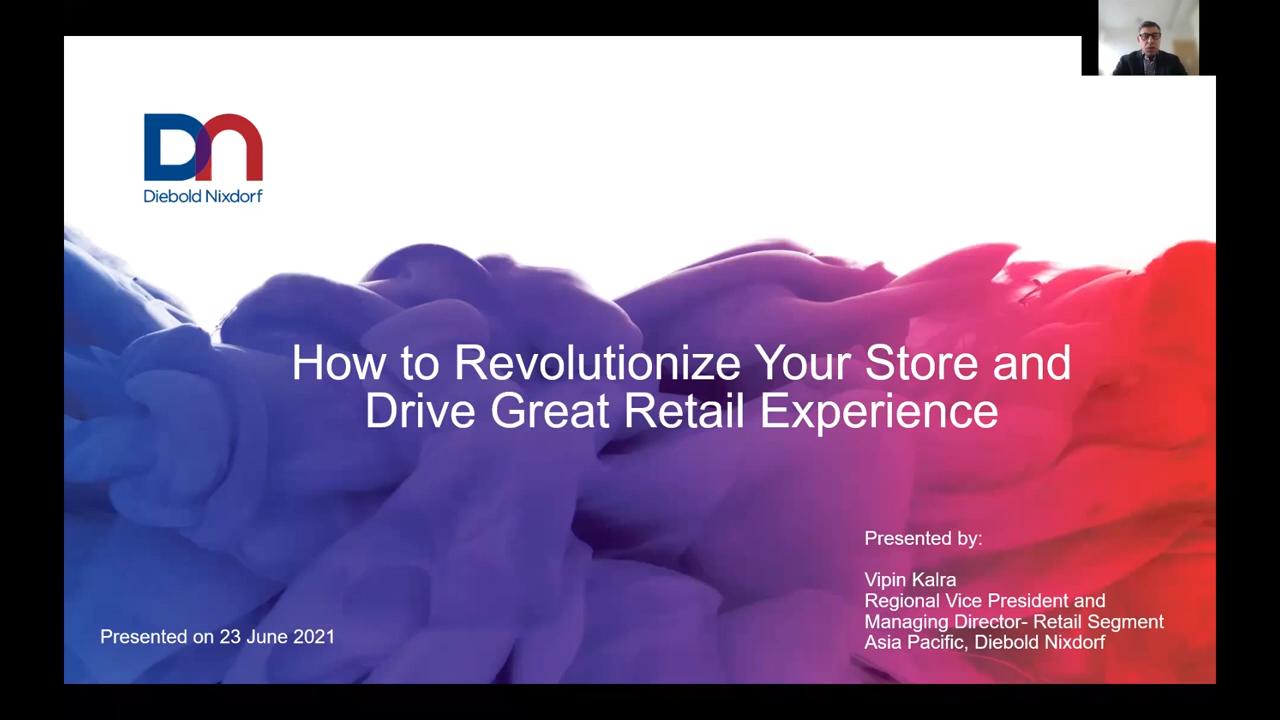 DN
Diebold Nixdorf
How to Revolutionize Your Store and
Drive Great Retail Experience
Presented by:
Vipin Kalra
Regional Vice President and
Managing Director- Retail Segment
Asia Pacific, Diebold Nixdorf
Presented on 23 June 2021